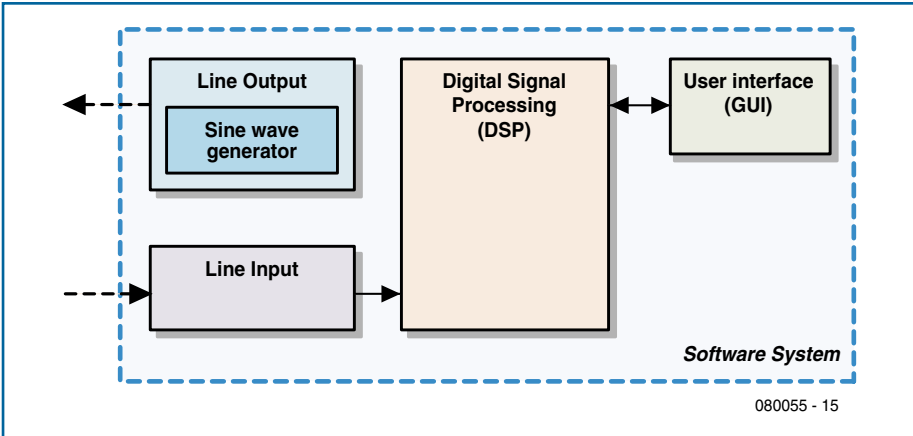 Line Output
Sine wave
generator
Digital Signal
Processing
(DSP)
User interface
(GUI)
Line Input
Software System
080055 - 15